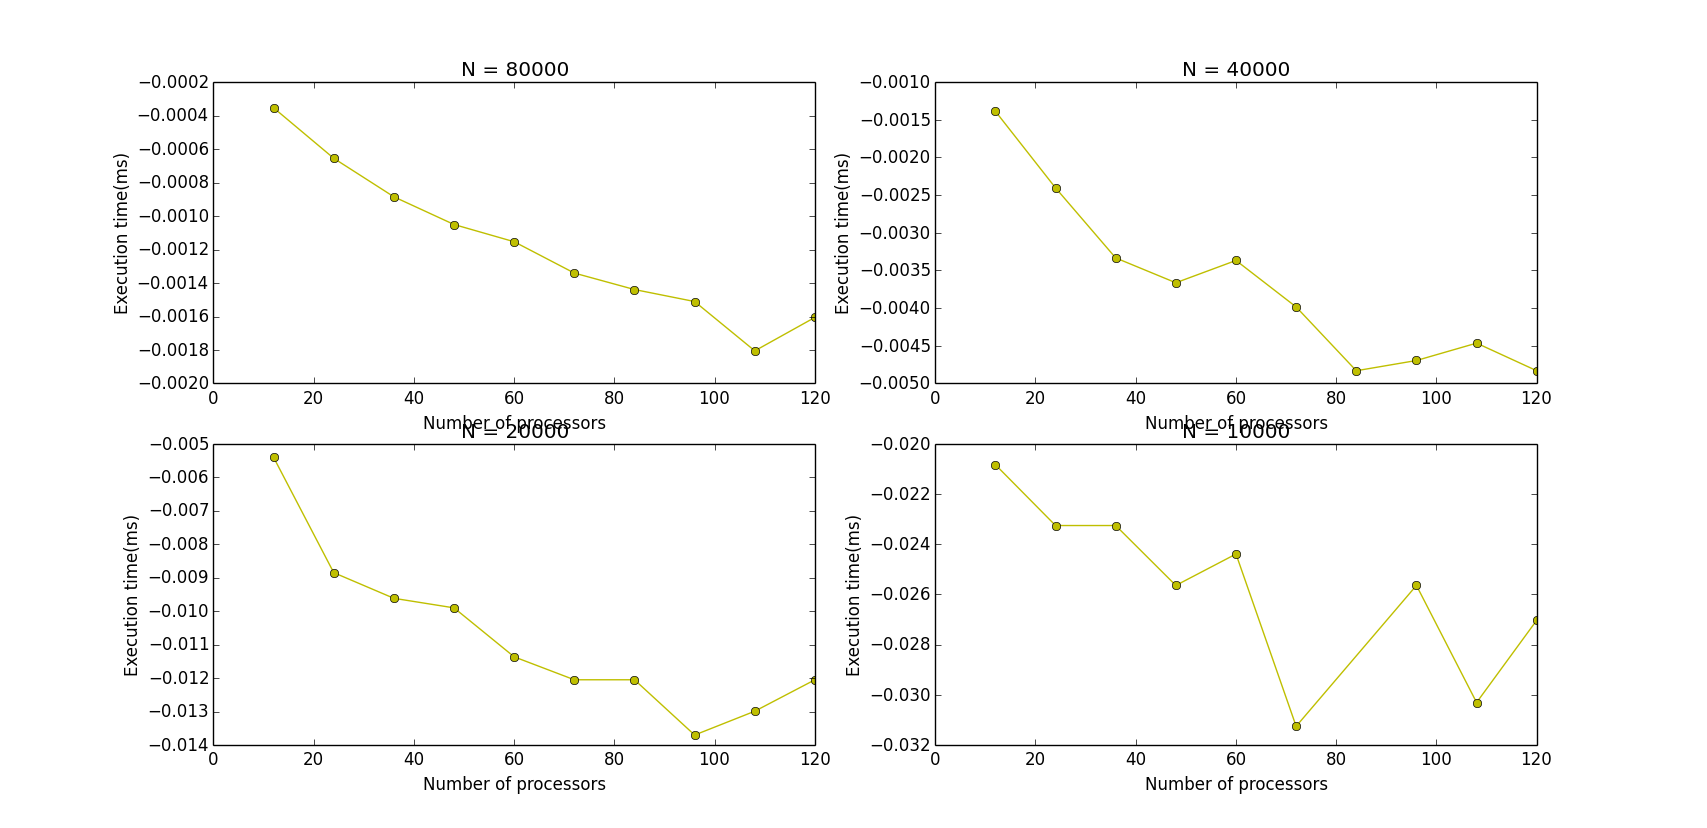 N = 80000
−0.0002
−0.0004
−0.0006
−0.0008
−0.0010
−0.0012
−0.0014
−0.0016
−0.0018
−0.0020
Execution time(ms)
0 20 40 60 80 100 120
Number of processors
N = 40000
−0.0010
−0.0015
−0.0020
−0.0025
−0.0030
−0.0035
−0.0040
−0.0045
−0.0050
Execution time(ms)
0 20 40 60 80 100 120
Number of processors
N = 20000
−0.005
−0.006
−0.007
−0.008
−0.009
−0.010
−0.011
−0.012
−0.013
−0.014
Execution time(ms)
0 20 40 60 80 100 120
Number of processors
N = 10000
−0.020
−0.022
−0.024
−0.026
−0.028
−0.030
−0.032
Execution time(ms)
0 20 40 60 80 100 120
Number of processors